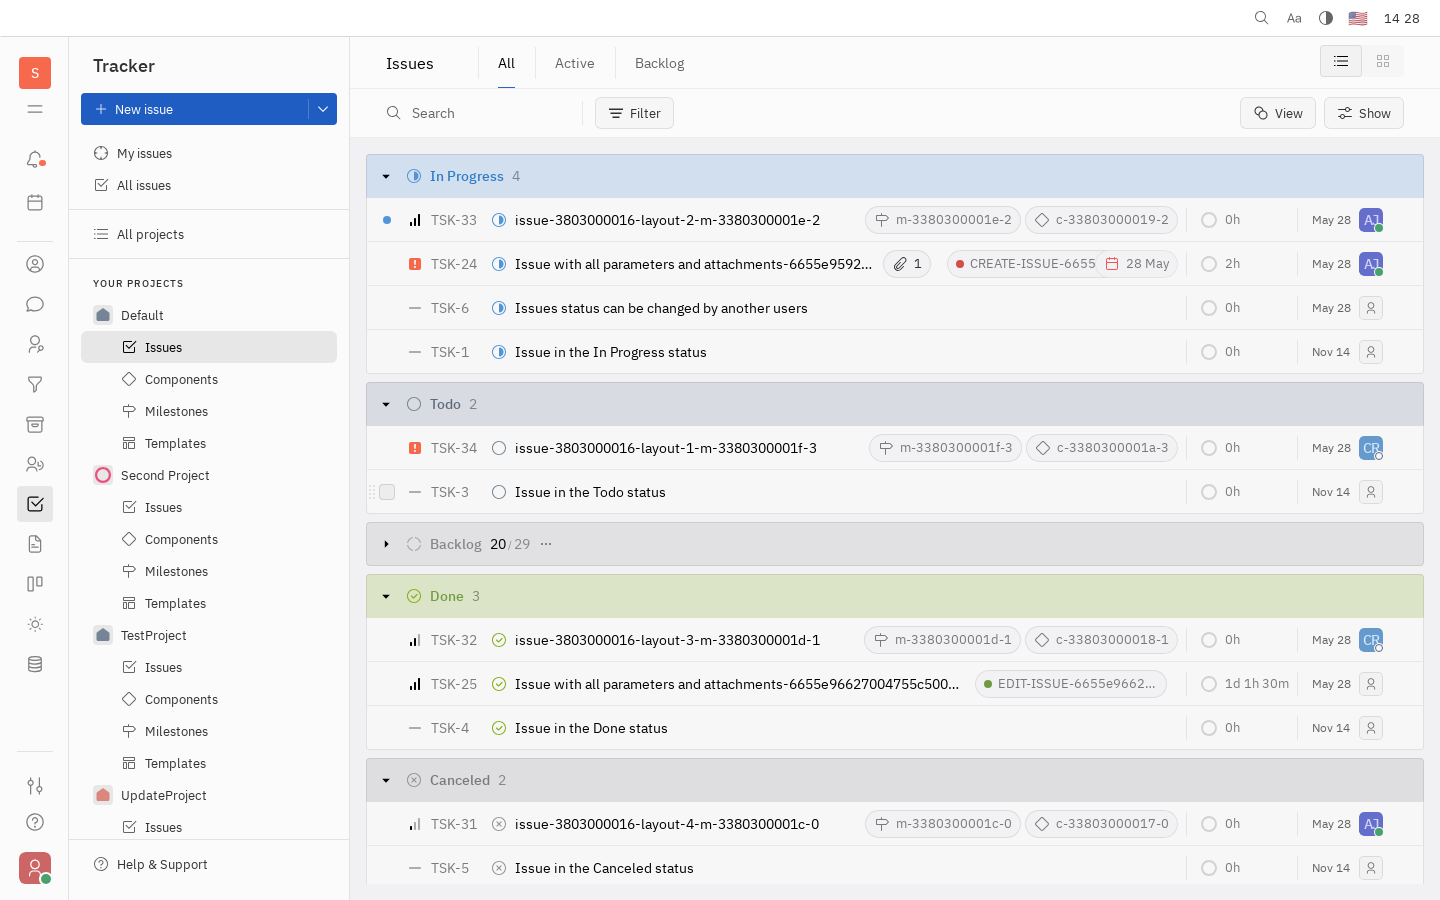 Aa
14 28
S
Tracker
New issue
My issues
All issues
All projects
YOUR PROJECTS
Default
Issues
Components
Milestones
Templates
Second Project
Issues
Components
Milestones
Templates
TestProject
Issues
Components
Milestones
Templates
UpdateProject
Issues
Help & Support
Issues
All
Active
Backlog
Search
Filter
View
Show
In Progress 4
TSK-33 issue-3803000016-layout-2-m-3380300001e-2 m-3380300001e-2 c-33803000019-2 0h May 28 AJ
TSK-24 Issue with all parameters and attachments-6655e9592... 1 CREATE-ISSUE-6655 28 May 2h May 28 AJ
TSK-6 Issues status can be changed by another users 0h May 28
TSK-1 Issue in the In Progress status 0h Nov 14
Todo 2
TSK-34 issue-3803000016-layout-1-m-3380300001f-3 m-3380300001f-3 c-3380300001a-3 0h May 28 CR
TSK-3 Issue in the Todo status 0h Nov 14
Backlog 20/29 ...
Done 3
TSK-32 issue-3803000016-layout-3-m-3380300001d-1 m-3380300001d-1 c-33803000018-1 0h May 28 CR
TSK-25 Issue with all parameters and attachments-6655e96627004755c500... EDIT-ISSUE-6655e9662... 1d 1h 30m May 28
TSK-4 Issue in the Done status 0h Nov 14
Canceled 2
TSK-31 issue-3803000016-layout-4-m-3380300001c-0 m-3380300001c-0 c-33803000017-0 0h May 28 AJ
TSK-5 Issue in the Canceled status 0h Nov 14